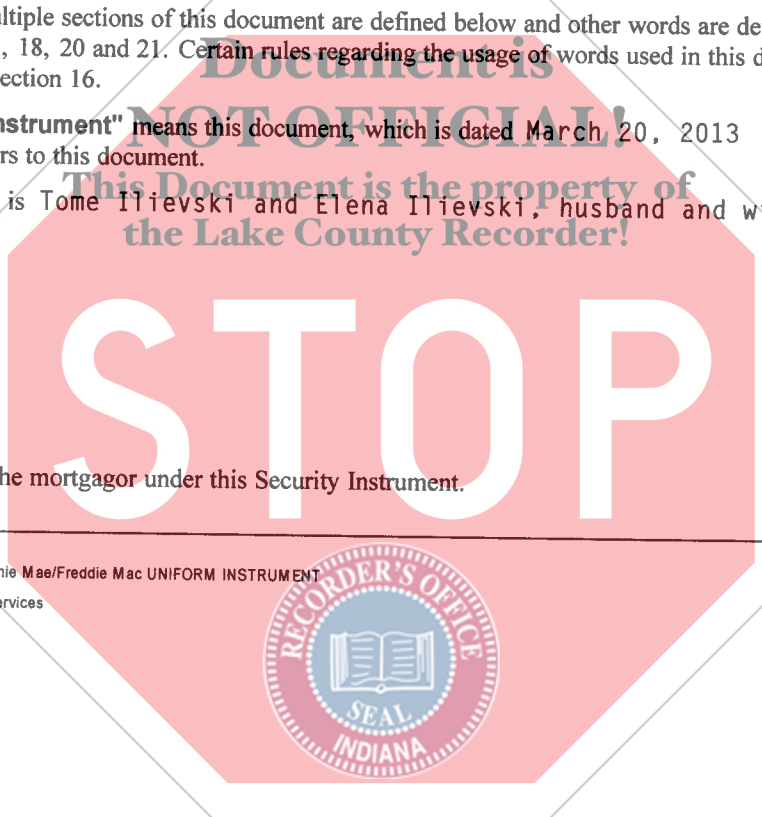 ltiple sections of this document are defined below and other words are de
, 18, 20 and 21. Certain rules regarding the usage of words used in this d
ection 16.
Document is
nstrument" means this document, which is dated March 20, 2013
NOT OFFICIAL!
rs to this document.
This Document is the property of
is Tome Ilievski and Elena Ilievski, husband and w
the Lake County Recorder!
STOP
he mortgagor under this Security Instrument.
nie Mae/Freddie Mac UNIFORM INSTRUMENT
ervices
RECORDER'S OFFICE
SEAL
INDIANA